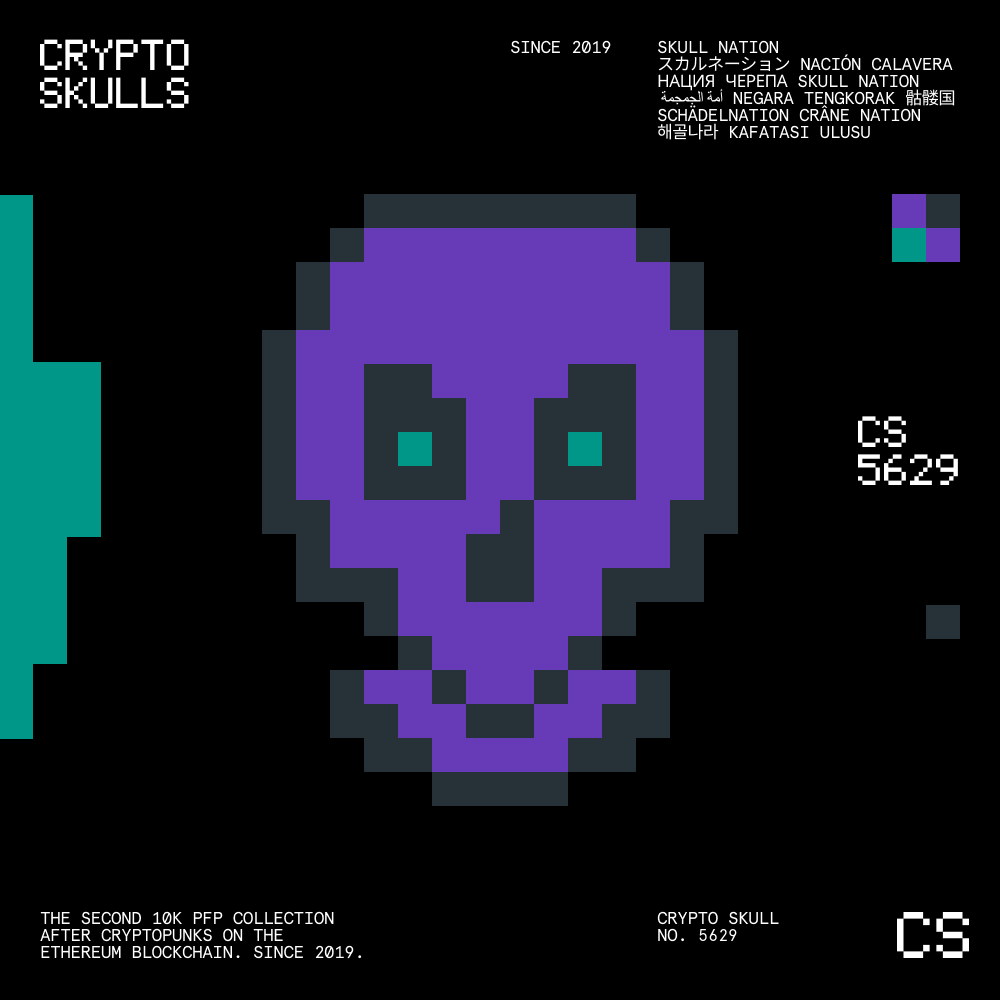 CRYPTO
SKULLS
SINCE 2019
SKULL NATION
スカルネーション NACIÓN CALAVERA
НАЦИЯ ЧЕРЕПА SKULL NATION
أمة الجمجمة NEGARA TENGKORAK 骷髅国
SCHÄDELNATION CRÂNE NATION
해골나라 KAFATASI ULUSU
CS
5629
THE SECOND 10K PFP COLLECTION
AFTER CRYPTOPUNKS ON THE
ETHEREUM BLOCKCHAIN. SINCE 2019.
CRYPTO SKULL
NO. 5629
CS